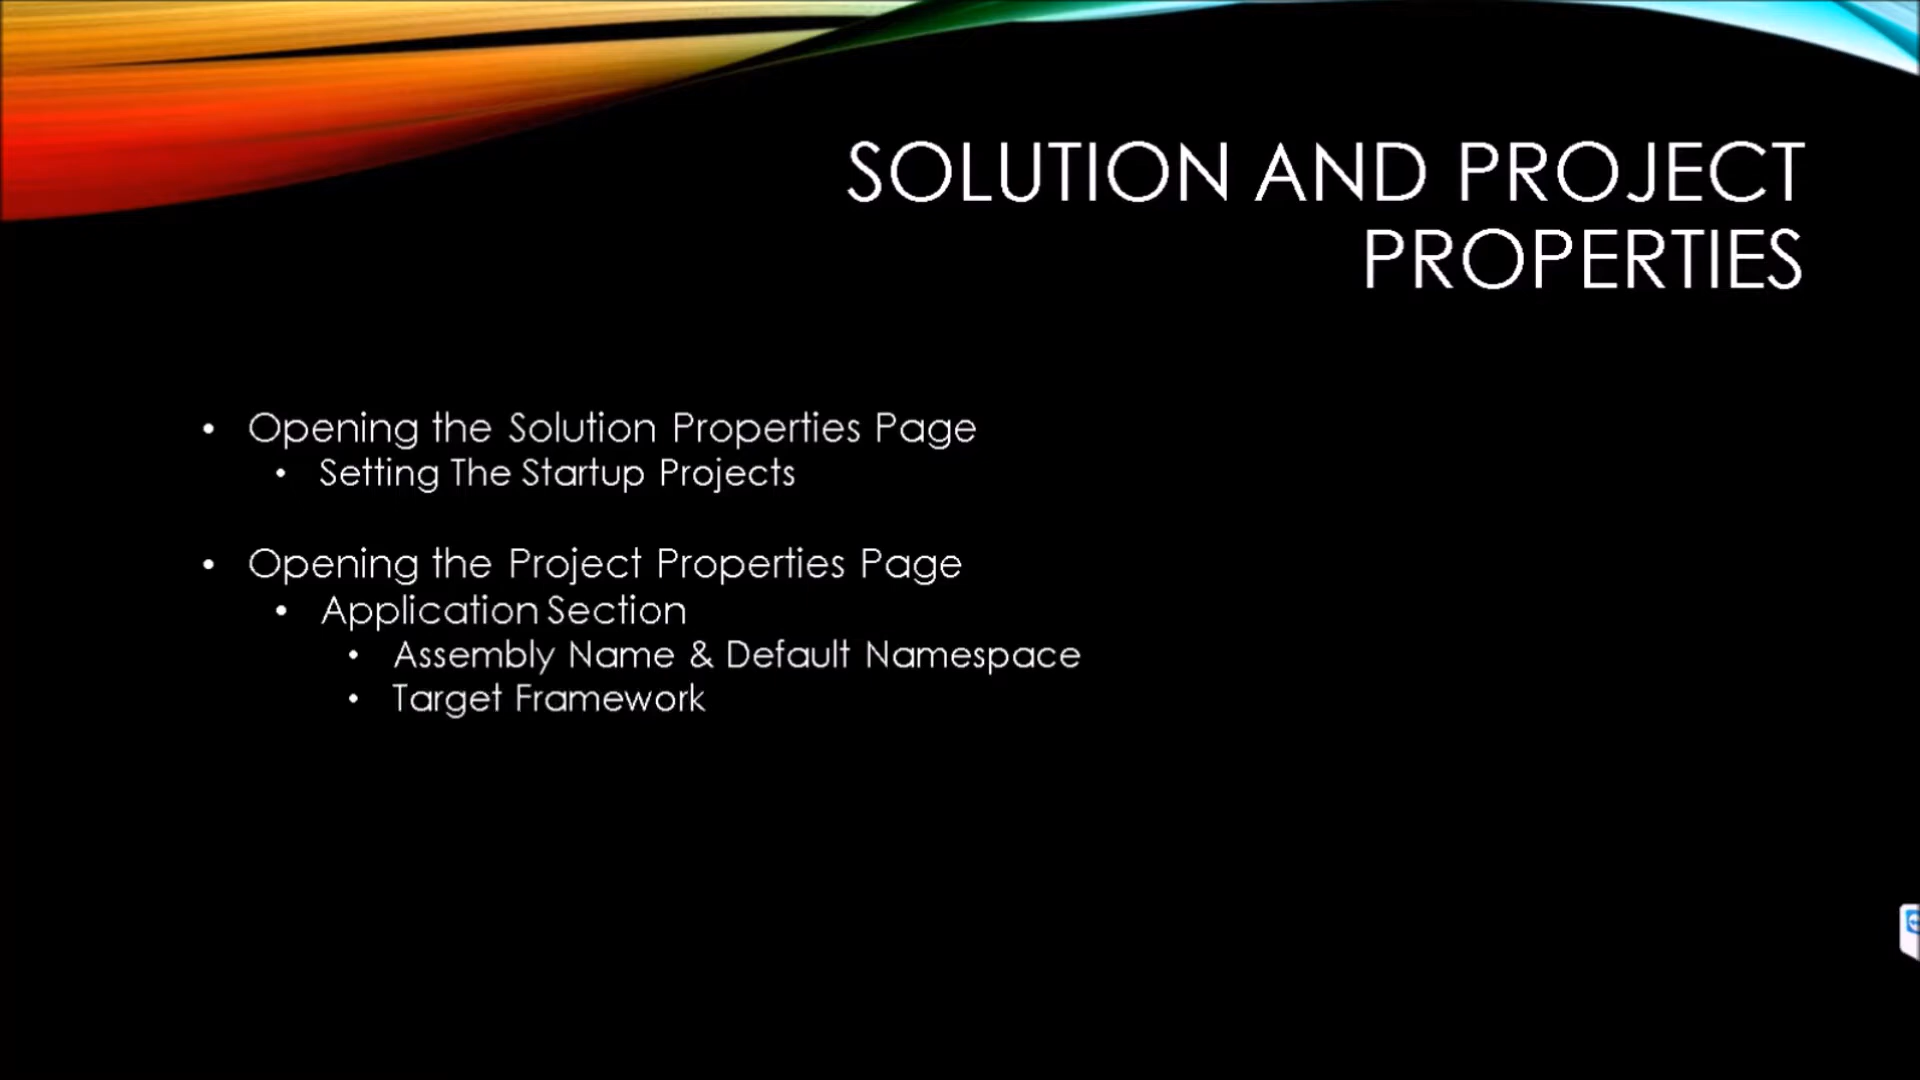 SOLUTION AND PROJECT
PROPERTIES
• Opening the Solution Properties Page
• Setting The Startup Projects
• Opening the Project Properties Page
• Application Section
• Assembly Name & Default Namespace
• Target Framework